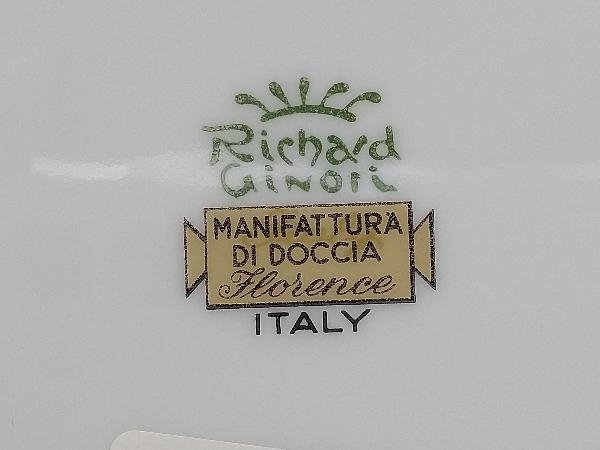 Richard
GINORI
MANIFATTURA
DI DOCCIA
Florence
ITALY